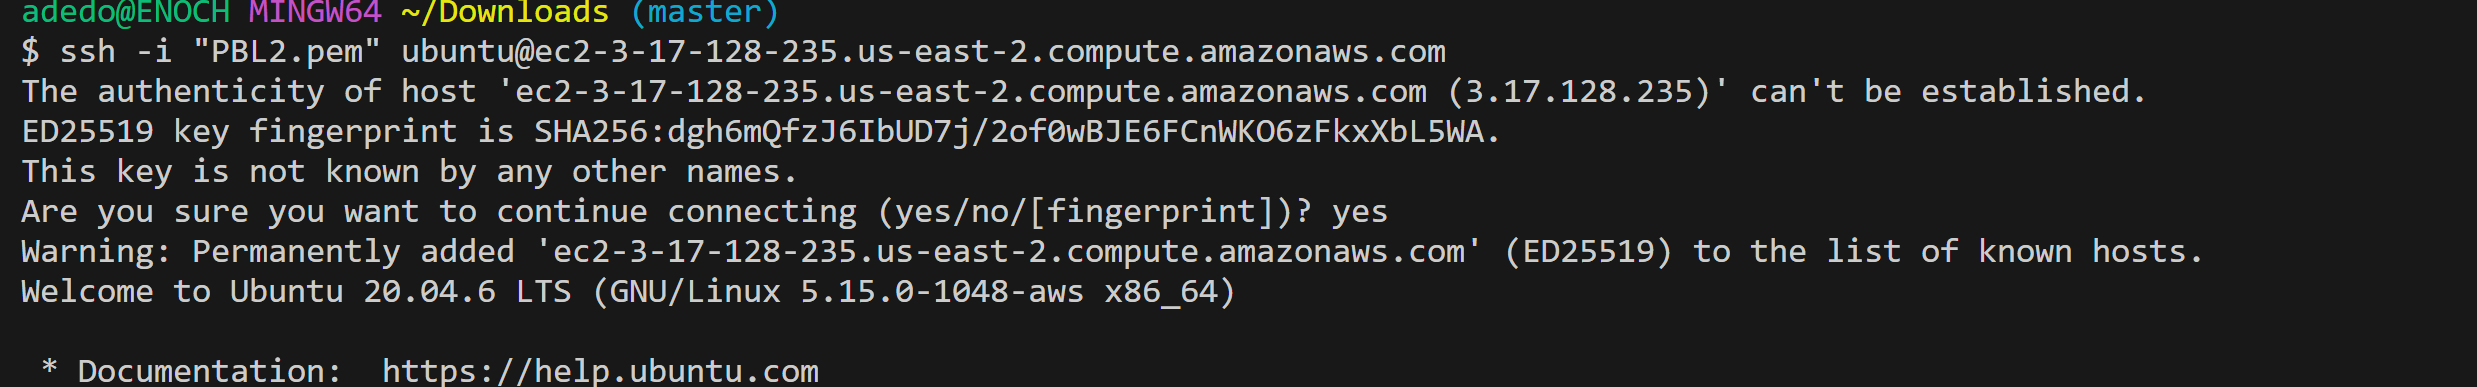 adedo@ENOCH MINGW64 ~/Downloads (master)
$ ssh -i "PBL2.pem" ubuntu@ec2-3-17-128-235.us-east-2.compute.amazonaws.com
The authenticity of host 'ec2-3-17-128-235.us-east-2.compute.amazonaws.com (3.17.128.235)' can't be established.
ED25519 key fingerprint is SHA256:dgh6mQfzJ6IbUD7j/2of0wBJE6FCnWKO6zFkxXbL5WA.
This key is not known by any other names.
Are you sure you want to continue connecting (yes/no/[fingerprint])? yes
Warning: Permanently added 'ec2-3-17-128-235.us-east-2.compute.amazonaws.com' (ED25519) to the list of known hosts.
Welcome to Ubuntu 20.04.6 LTS (GNU/Linux 5.15.0-1048-aws x86_64)
* Documentation:  https://help.ubuntu.com